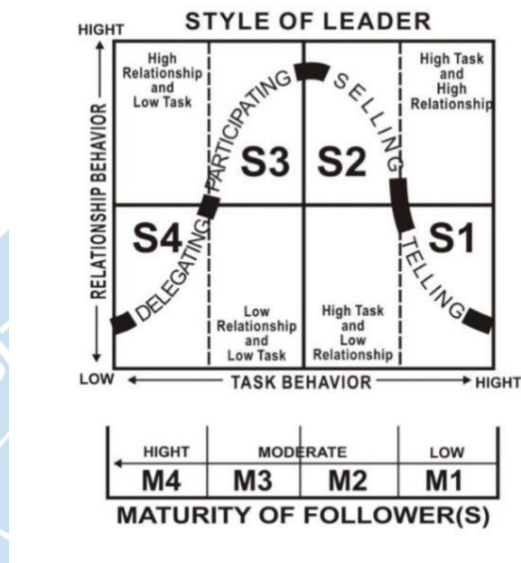 STYLE OF LEADER
HIGHT
High
Relationship
and
Low Task
High Task
and
High
Relationship
RELATIONSHIP BEHAVIOR
PARTICIPATING
SELLING
S3
S2
S4
S1
DELEGATING
TELLING
Low
Relationship
and
Low Task
High Task
and
Low
Relationship
LOW
TASK BEHAVIOR
HIGHT
HIGHT
MODERATE
LOW
M4
M3
M2
M1
MATURITY OF FOLLOWER(S)